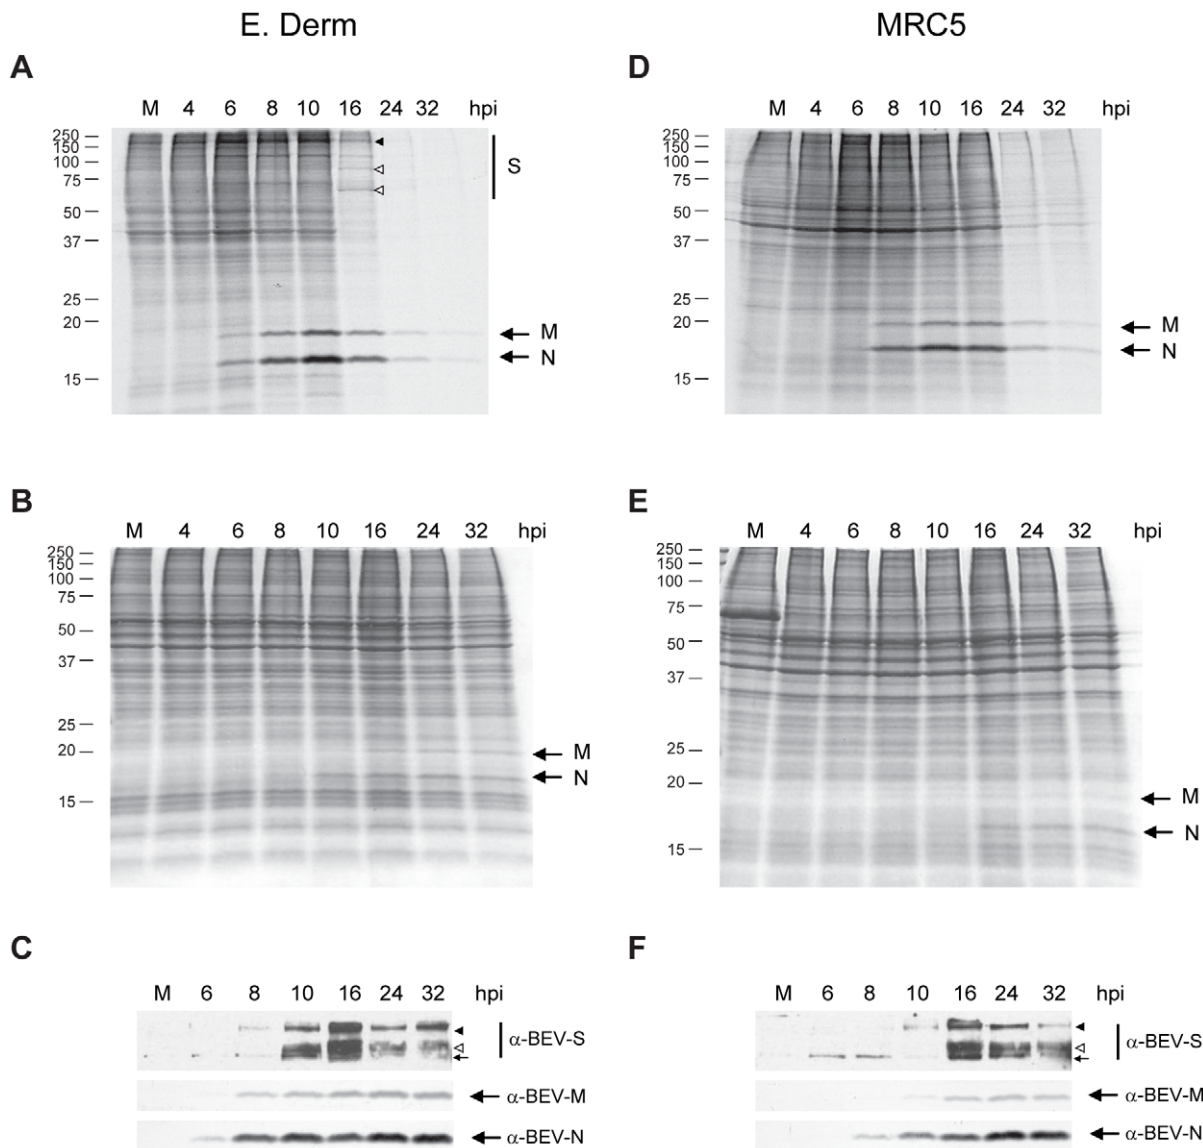 E. Derm
MRC5
A
M 4 6 8 10 16 24 32 hpi
250
150
100
75
50
37
25
20
15
S
M
N
D
M 4 6 8 10 16 24 32 hpi
250
150
100
75
50
37
25
20
15
M
N
B
M 4 6 8 10 16 24 32 hpi
250
150
100
75
50
37
25
20
15
M
N
E
M 4 6 8 10 16 24 32 hpi
250
150
100
75
50
37
25
20
15
M
N
C
M 6 8 10 16 24 32 hpi
α-BEV-S
α-BEV-M
α-BEV-N
F
M 6 8 10 16 24 32 hpi
α-BEV-S
α-BEV-M
α-BEV-N